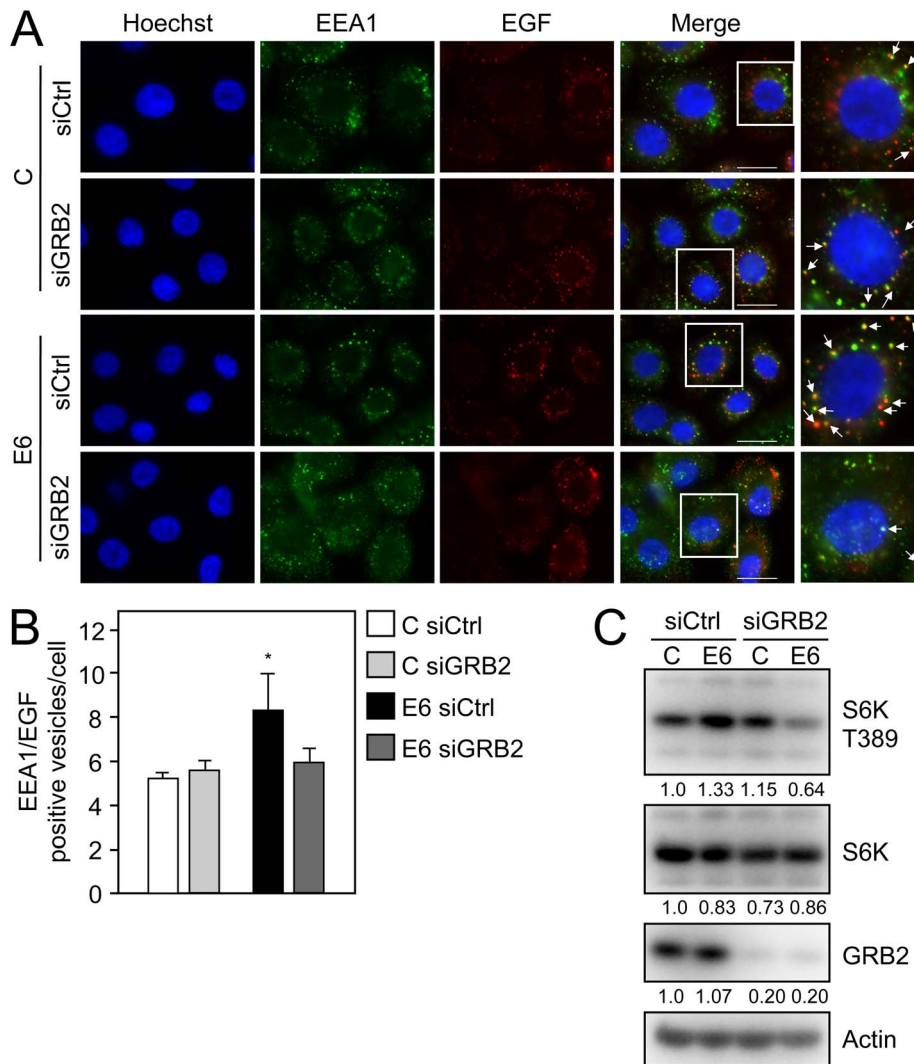 A
Hoechst EEA1 EGF Merge
C
siCtrl
siGRB2
E6
siCtrl
siGRB2
B
EEA1/EGF
positive vesicles/cell
12
10
8
6
4
2
0
*
C siCtrl
C siGRB2
E6 siCtrl
E6 siGRB2
C
siCtrl siGRB2
C E6 C E6
S6K
T389
1.0 1.33 1.15 0.64
S6K
1.0 0.83 0.73 0.86
GRB2
1.0 1.07 0.20 0.20
Actin